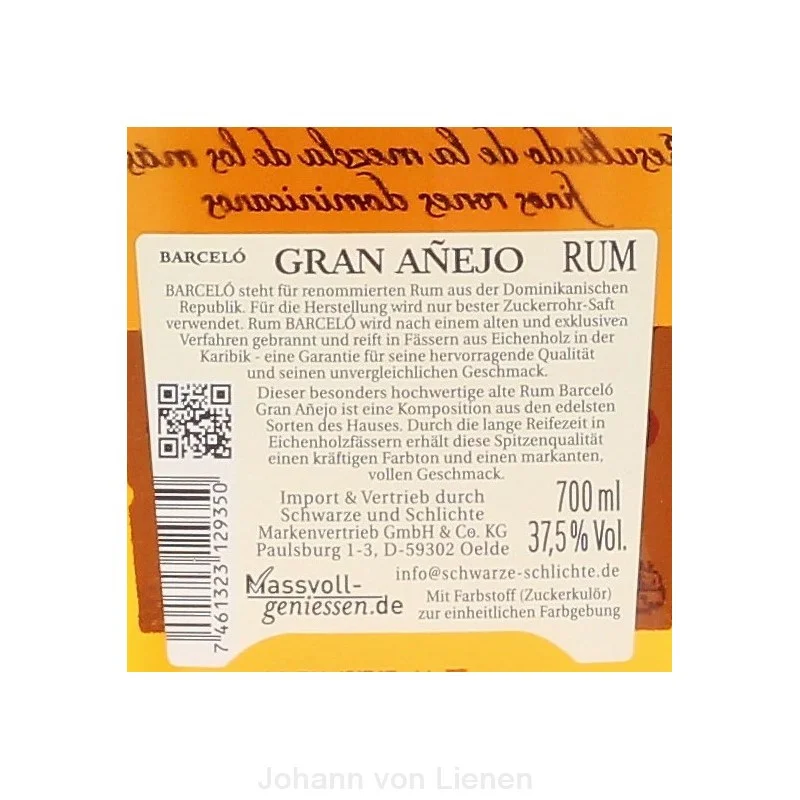 Resultado de la mezcla de los más
finos rones dominicanos
BARCELÓ GRAN AÑEJO RUM
BARCELÓ steht für renommierten Rum aus der Dominikanischen
Republik. Für die Herstellung wird nur bester Zuckerrohr-Saft
verwendet. Rum BARCELÓ wird nach einem alten und exklusiven
Verfahren gebrannt und reift in Fässern aus Eichenholz in der
Karibik - eine Garantie für seine hervorragende Qualität
und seinen unvergleichlichen Geschmack.
Dieser besonders hochwertige alte Rum Barceló
Gran Añejo ist eine Komposition aus den edelsten
Sorten des Hauses. Durch die lange Reifezeit in
Eichenholzfässern erhält diese Spitzenqualität
einen kräftigen Farbton und einen markanten,
vollen Geschmack.
Import & Vertrieb durch
Schwarze und Schlichte
Markenvertrieb GmbH & Co. KG
Paulsburg 1-3, D-59302 Oelde
700 ml
37,5% Vol.
info@schwarze-schlichte.de
Massvoll-
geniessen.de
Mit Farbstoff (Zuckerkulör)
zur einheitlichen Farbgebung
7 461323 129350
Johann von Lienen